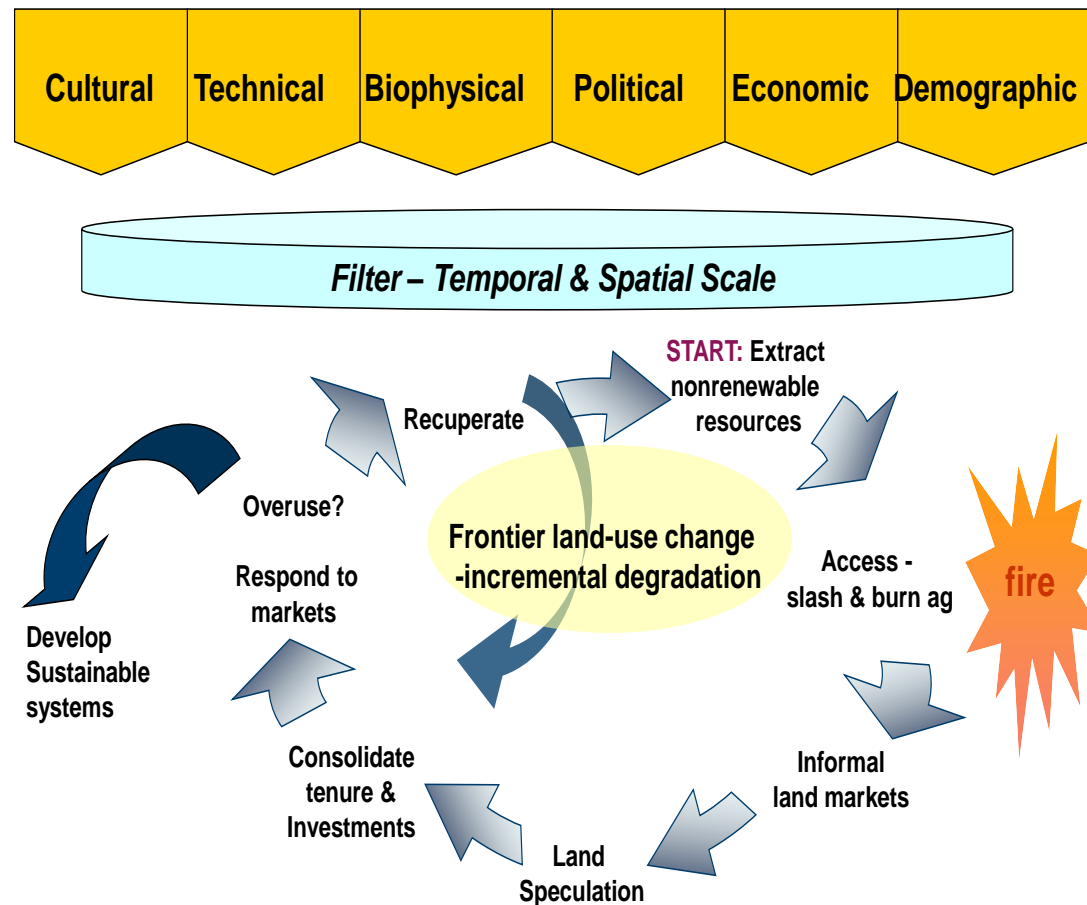 Cultural
Technical
Biophysical
Political
Economic
Demographic
Filter – Temporal & Spatial Scale
START: Extract
nonrenewable
resources
Recuperate
Overuse?
Frontier land-use change
-incremental degradation
Access -
slash & burn ag
fire
Respond to
markets
Develop
Sustainable
systems
Consolidate
tenure &
Investments
Informal
land markets
Land
Speculation